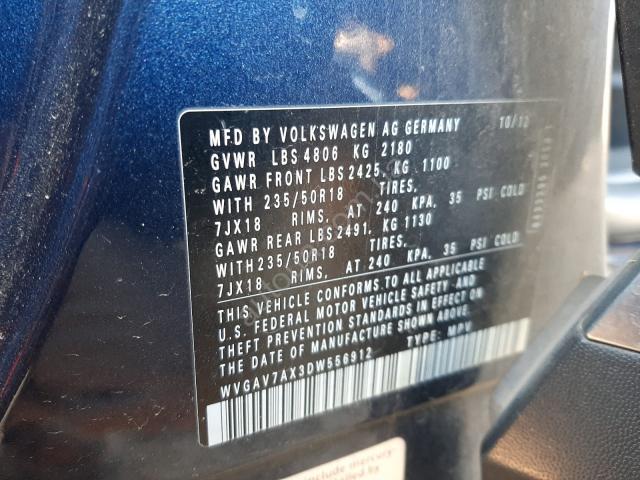 MFD BY VOLKSWAGEN AG GERMANY 10/12
GVWR LBS 4806 KG 2180
GAWR FRONT LBS 2425, KG 1100
WITH 235/50R18 TIRES,
7JX18 RIMS, AT 240 KPA, 35 PSI COLD
GAWR REAR LBS 2491, KG 1130
WITH 235/50R18 TIRES,
7JX18 RIMS, AT 240 KPA, 35 PSI COLD
THIS VEHICLE CONFORMS TO ALL APPLICABLE
U.S. FEDERAL MOTOR VEHICLE SAFETY- AND
THEFT PREVENTION STANDARDS IN EFFECT ON
THE DATE OF MANUFACTURE SHOWN ABOVE.
WVGAV7AX3DW556912 TYPE: MPV
include mercury